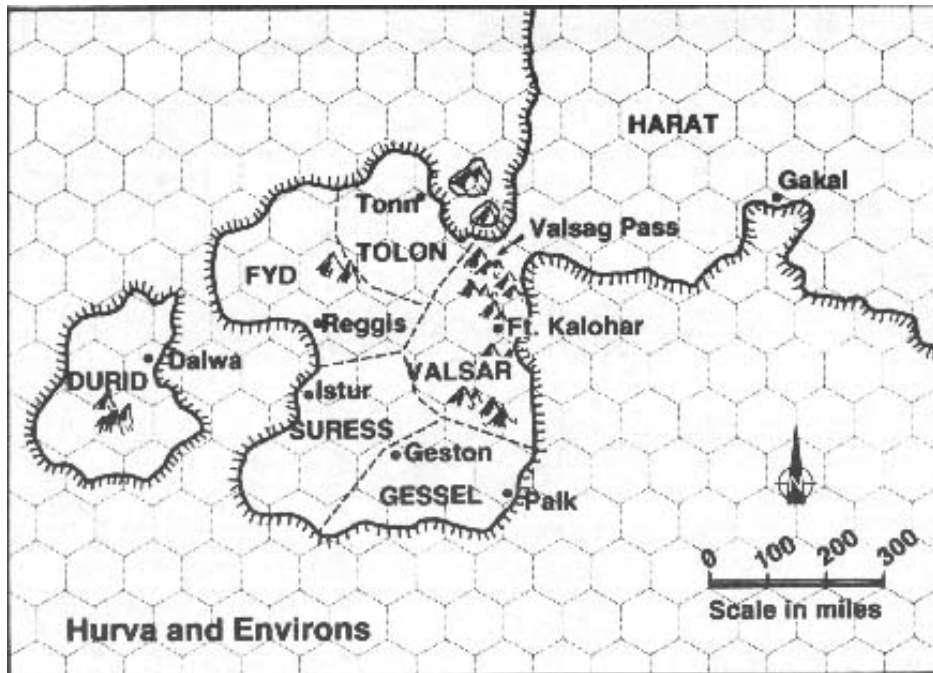 HARAT
Gakal
Tonn
Valsag Pass
TOLON
FYD
Reggis
Ft. Kalohar
Dalwa
DURID
VALSAR
Istur
SURESS
Geston
GESSEL
Palk
N
0 100 200 300
Scale in miles
Hurva and Environs